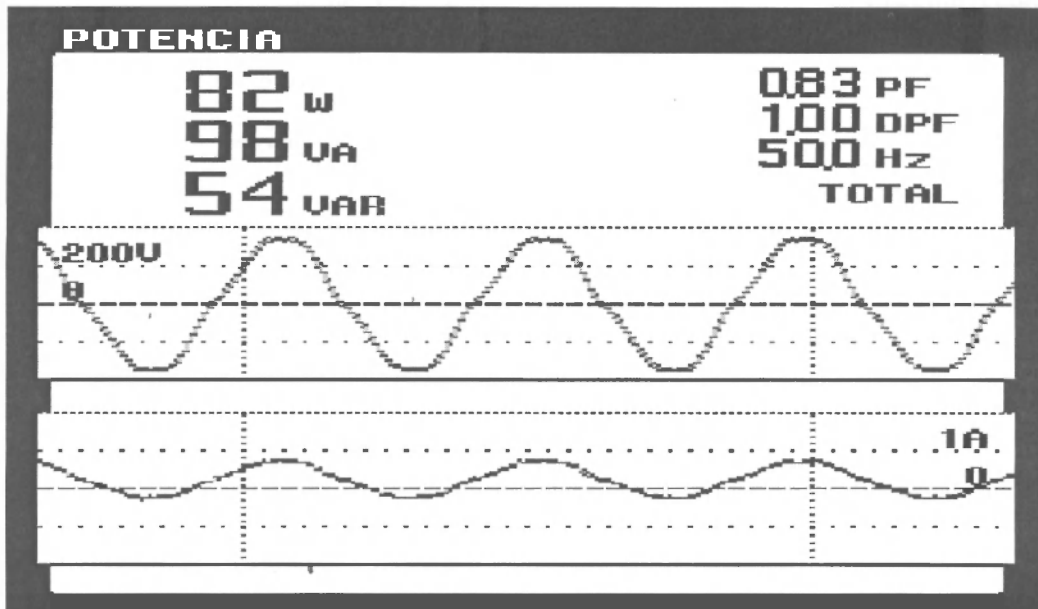 POTENCIA
82 W
0.83 PF
98 VA
1.00 DPF
54 VAR
50.0 Hz
TOTAL
200V
0
1A
0